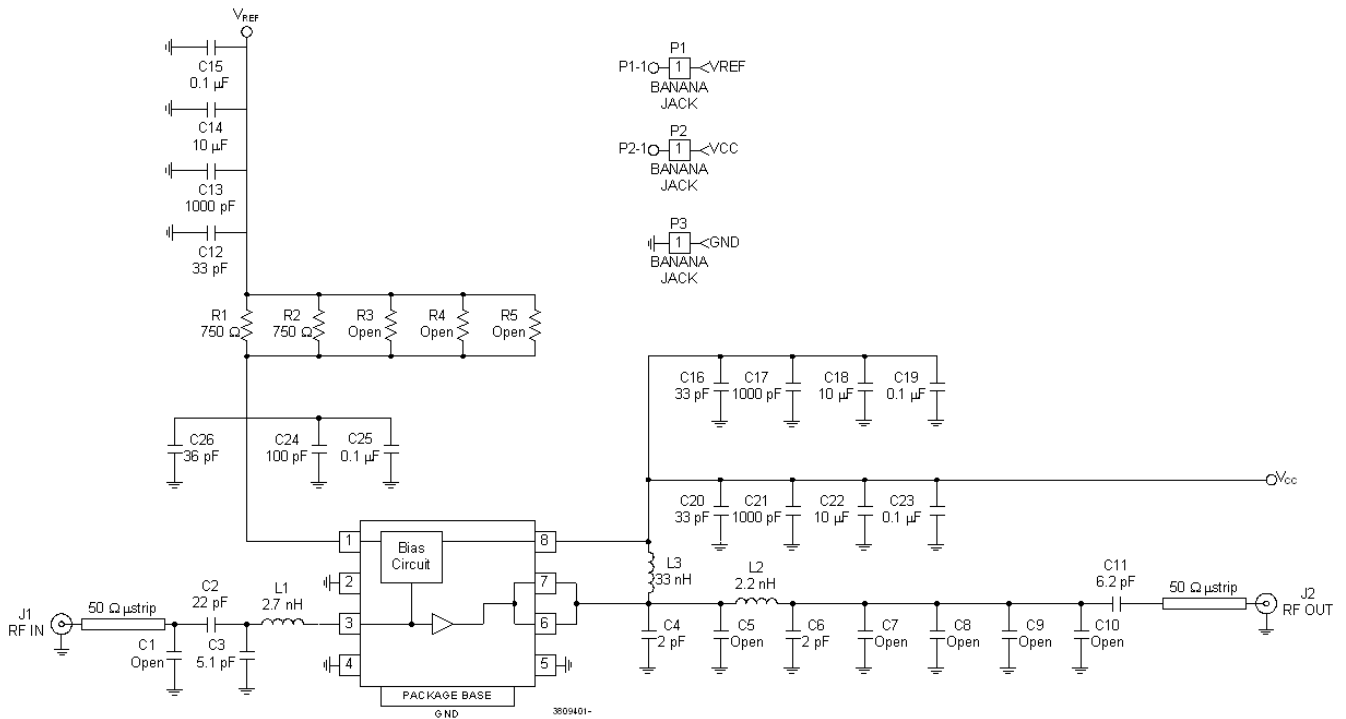 VREF
C15
0.1 µF
C14
10 µF
C13
1000 pF
C12
33 pF
P1
P1-1 1 VREF
BANANA
JACK
P2
P2-1 1 VCC
BANANA
JACK
P3
1 GND
BANANA
JACK
R1
750 Ω
R2
750 Ω
R3
Open
R4
Open
R5
Open
C16
33 pF
C17
1000 pF
C18
10 µF
C19
0.1 µF
C26
36 pF
C24
100 pF
C25
0.1 µF
VCC
C20
33 pF
C21
1000 pF
C22
10 µF
C23
0.1 µF
1
Bias
Circuit
8
2
7
3
6
4
5
PACKAGE BASE
GND
3809401-
J1
RF IN
50 Ω µstrip
C1
Open
C2
22 pF
C3
5.1 pF
L1
2.7 nH
L3
33 nH
L2
2.2 nH
C4
2 pF
C5
Open
C6
2 pF
C7
Open
C8
Open
C9
Open
C10
Open
C11
6.2 pF
50 Ω µstrip
J2
RF OUT